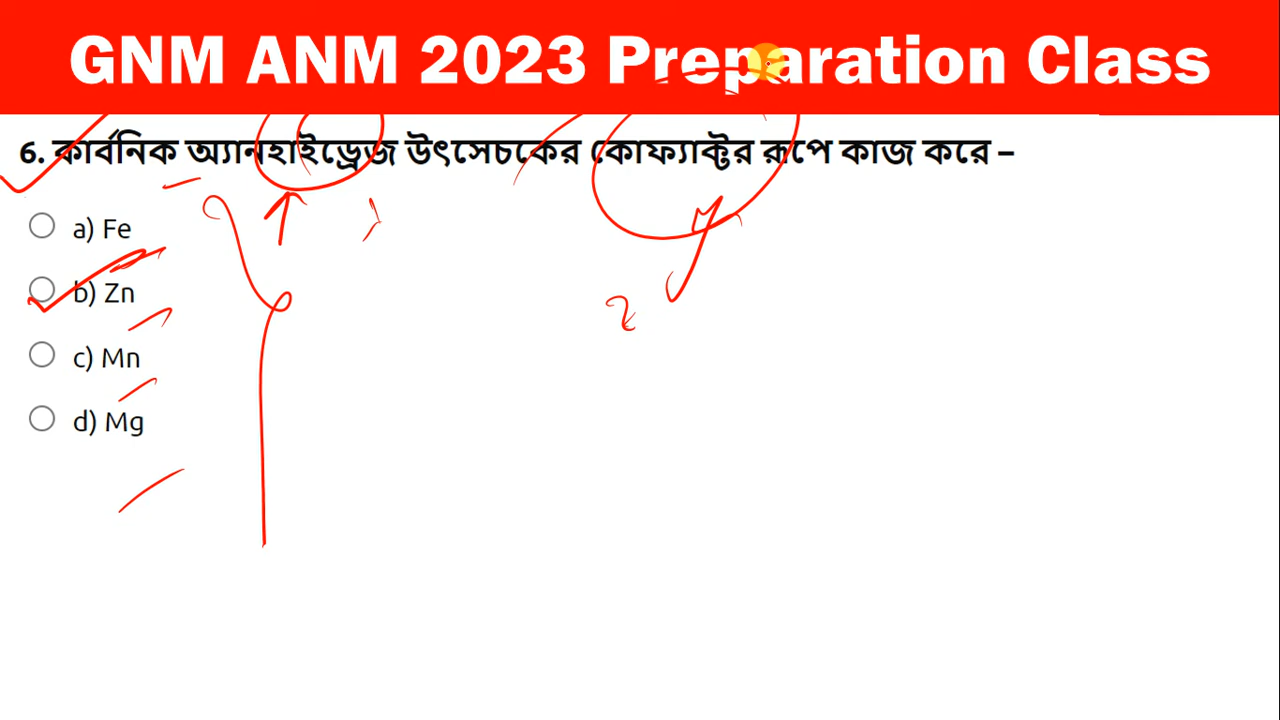 GNM ANM 2023 Preparation Class
6. কার্বনিক অ্যানহাইড্রেজ উৎসেচকের কোফ্যাক্টর রূপে কাজ করে –
a) Fe
b) Zn
c) Mn
d) Mg